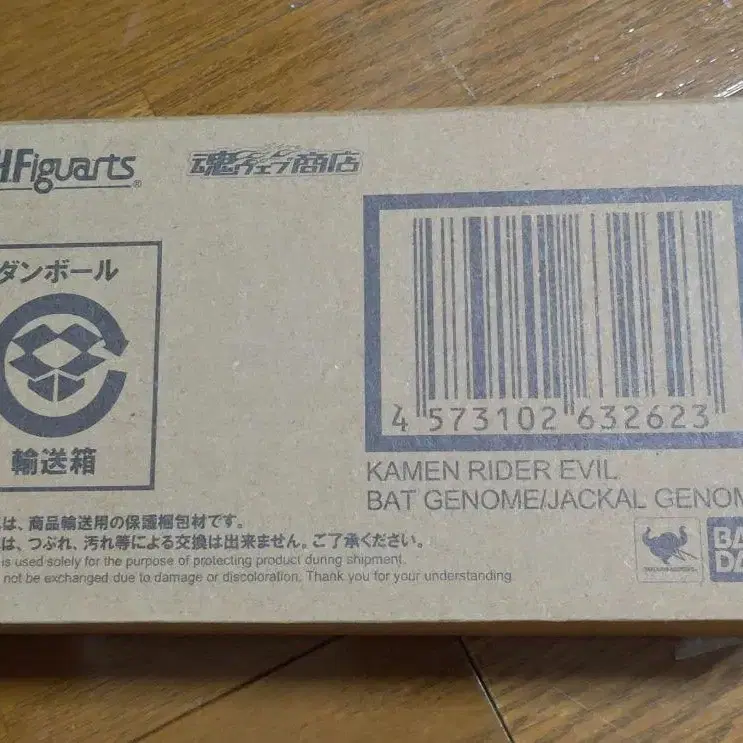 H.Figuarts®
魂ウェブ商店
ダンボール
輸送箱
4 573102 632623
KAMEN RIDER EVIL
BAT GENOME/JACKAL GENOM
は、商品輸送用の保護梱包材です。
は、つぶれ、汚れ等による交換は出来ません。ご了承ください。
is used solely for the purpose of protecting product during shipment.
not be exchanged due to damage or discoloration. Thank you for your understanding.
BA
DA